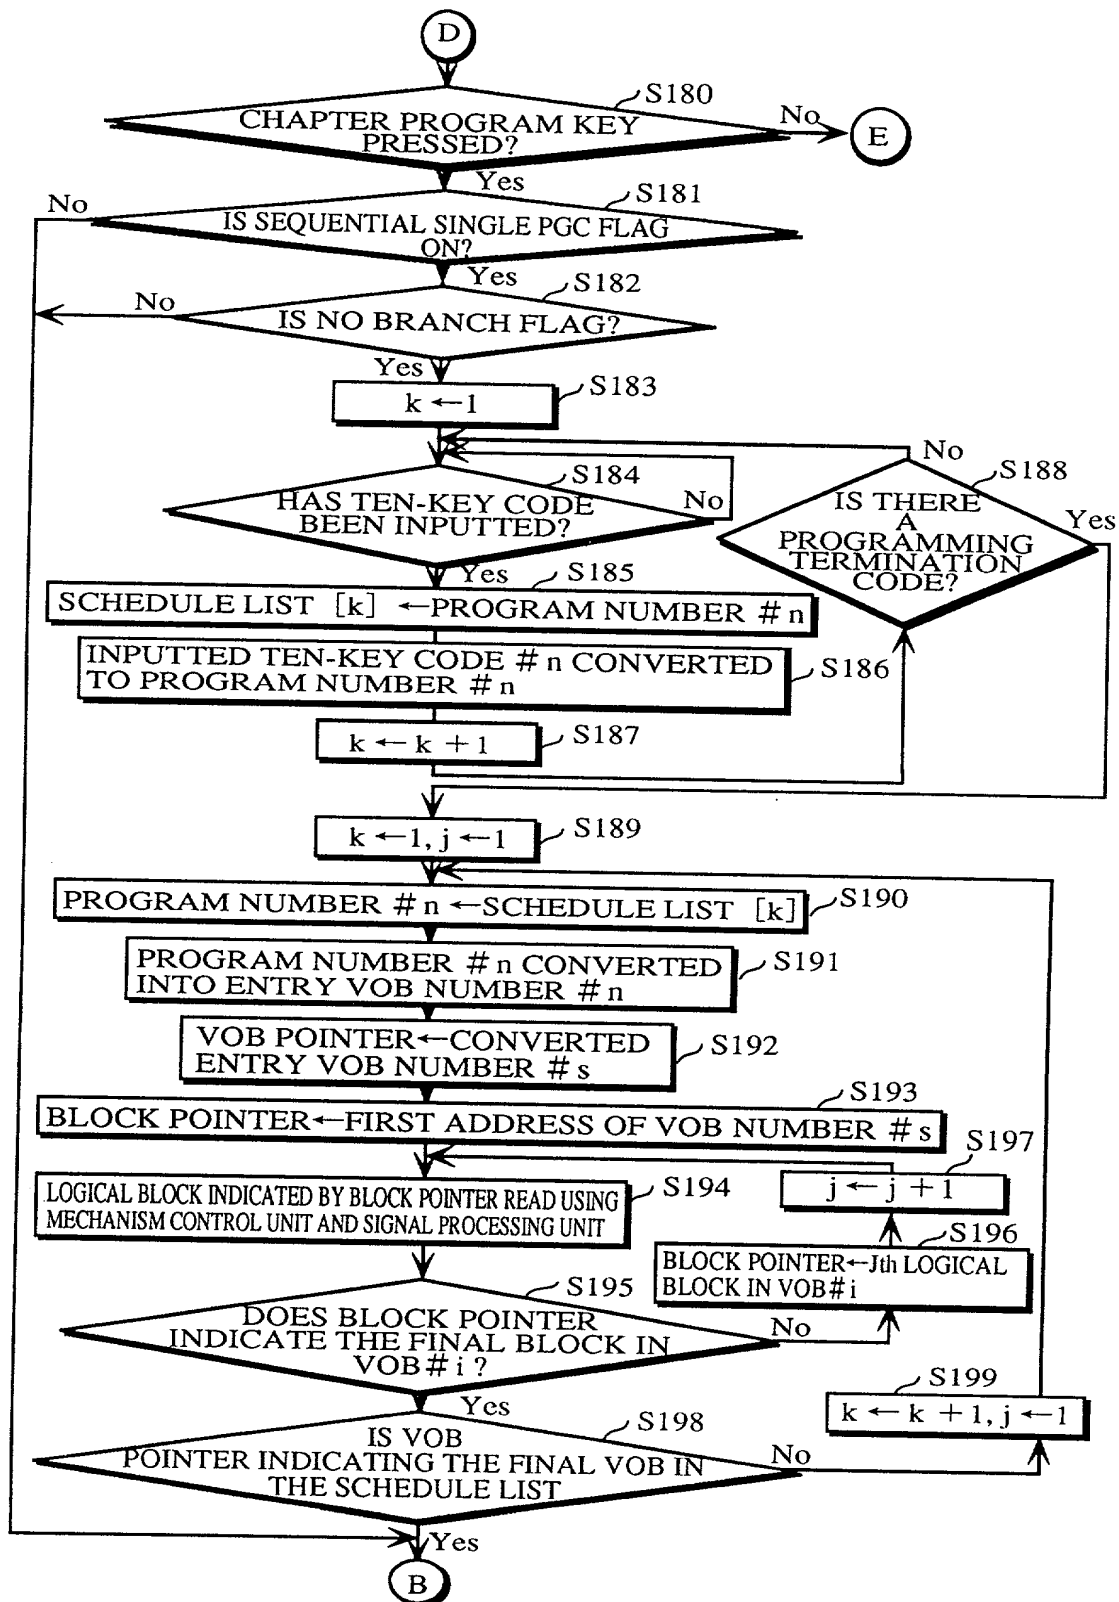 D
S180
CHAPTER PROGRAM KEY
PRESSED?
No
E
Yes
S181
No
IS SEQUENTIAL SINGLE PGC FLAG
ON?
Yes
S182
No
IS NO BRANCH FLAG?
Yes
S183
k←1
No
S188
S184
HAS TEN-KEY CODE
BEEN INPUTTED?
No
IS THERE
A
PROGRAMMING
TERMINATION
CODE?
Yes
Yes
S185
SCHEDULE LIST [k] ←PROGRAM NUMBER #n
INPUTTED TEN-KEY CODE #n CONVERTED
TO PROGRAM NUMBER #n
S186
k←k+1
S187
k←1, j←1
S189
PROGRAM NUMBER #n←SCHEDULE LIST [k]
S190
PROGRAM NUMBER #n CONVERTED
INTO ENTRY VOB NUMBER #n
S191
VOB POINTER←CONVERTED
ENTRY VOB NUMBER #s
S192
S193
BLOCK POINTER←FIRST ADDRESS OF VOB NUMBER #s
S197
j←j+1
S194
LOGICAL BLOCK INDICATED BY BLOCK POINTER READ USING
MECHANISM CONTROL UNIT AND SIGNAL PROCESSING UNIT
S196
BLOCK POINTER←Jth LOGICAL
BLOCK IN VOB#i
S195
DOES BLOCK POINTER
INDICATE THE FINAL BLOCK IN
VOB#i?
No
Yes
S199
k←k+1, j←1
S198
IS VOB
POINTER INDICATING THE FINAL VOB IN
THE SCHEDULE LIST
No
Yes
B